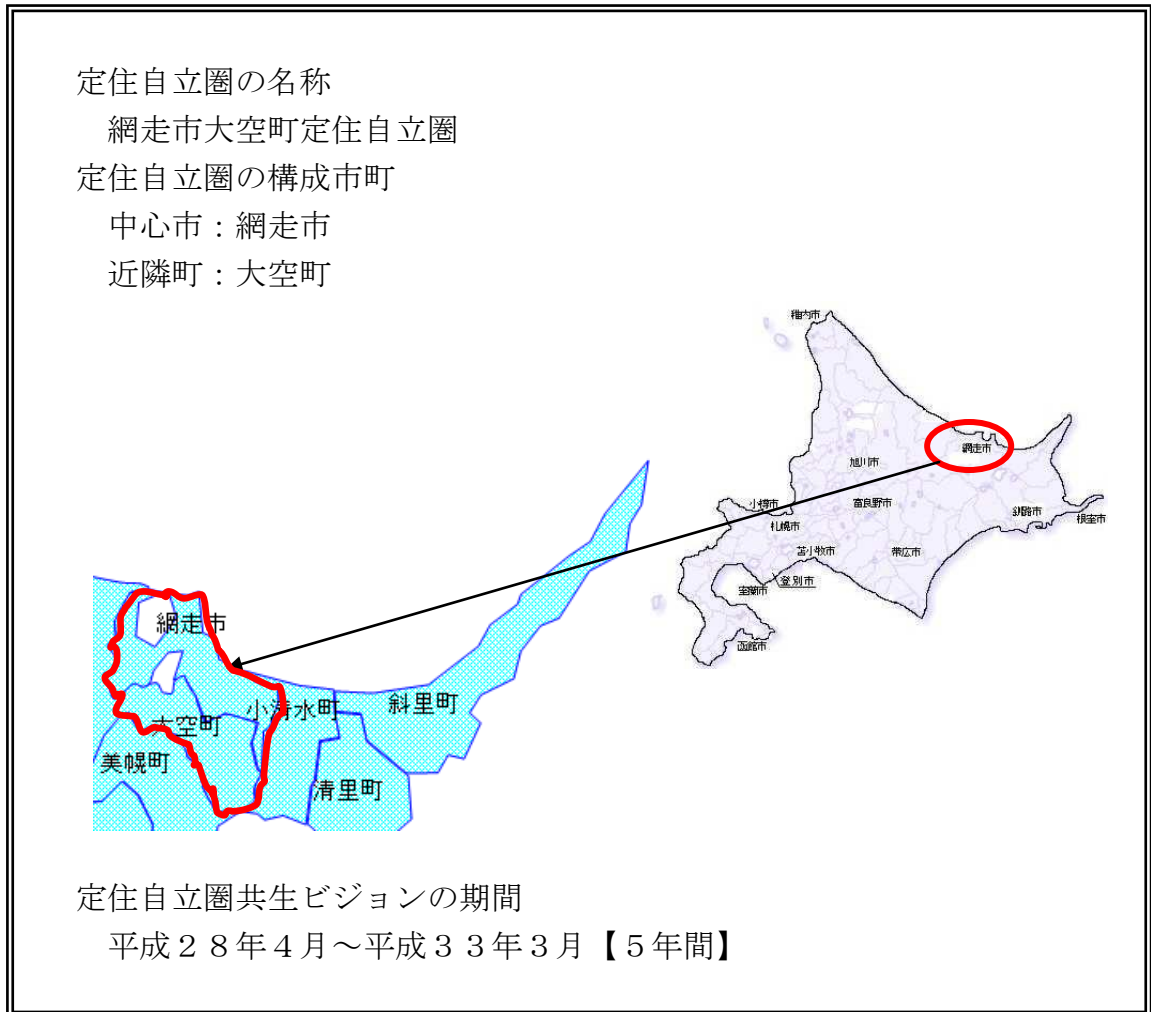 定住自立圏の名称
網走市大空町定住自立圏
定住自立圏の構成市町
中心市：網走市
近隣町：大空町
稚内市
網走市
旭川市
小樽市
富良野市
釧路市
根室市
札幌市
苫小牧市
帯広市
登別市
室蘭市
函館市
網走市
小清水町
斜里町
大空町
美幌町
清里町
定住自立圏共生ビジョンの期間
平成２８年４月～平成３３年３月【５年間】